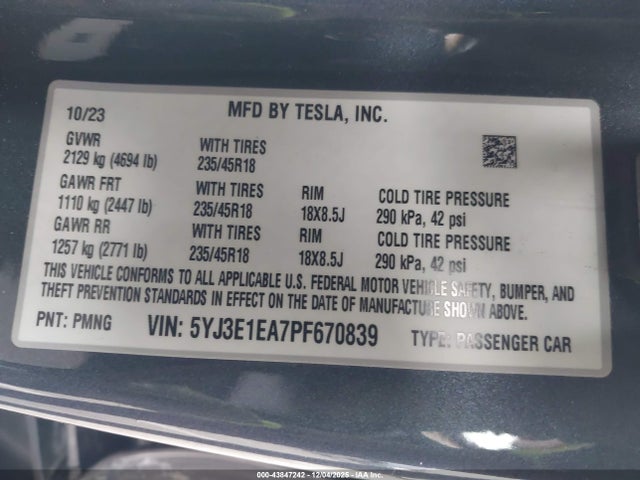 10/23 MFD BY TESLA, INC.
GVWR WITH TIRES
2129 kg (4694 lb) 235/45R18
GAWR FRT WITH TIRES RIM COLD TIRE PRESSURE
1110 kg (2447 lb) 235/45R18 18X8.5J 290 kPa, 42 psi
GAWR RR WITH TIRES RIM COLD TIRE PRESSURE
1257 kg (2771 lb) 235/45R18 18X8.5J 290 kPa, 42 psi
THIS VEHICLE CONFORMS TO ALL APPLICABLE U.S. FEDERAL MOTOR VEHICLE SAFETY, BUMPER, AND
THEFT PREVENTION STANDARDS IN EFFECT ON THE DATE OF MANUFACTURE SHOWN ABOVE.
PNT: PMNG VIN: 5YJ3E1EA7PF670839 TYPE: PASSENGER CAR
000-43847242 - 12/04/2025 - IAA Inc.